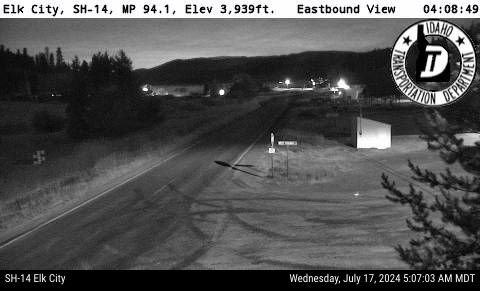 Elk City, SH-14, MP 94.1, Elev 3,939ft. Eastbound View 04:08:49
IDAHO
TRANSPORTATION DEPARTMENT
SH-14 Elk City Wednesday, July 17, 2024 5:07:03 AM MDT